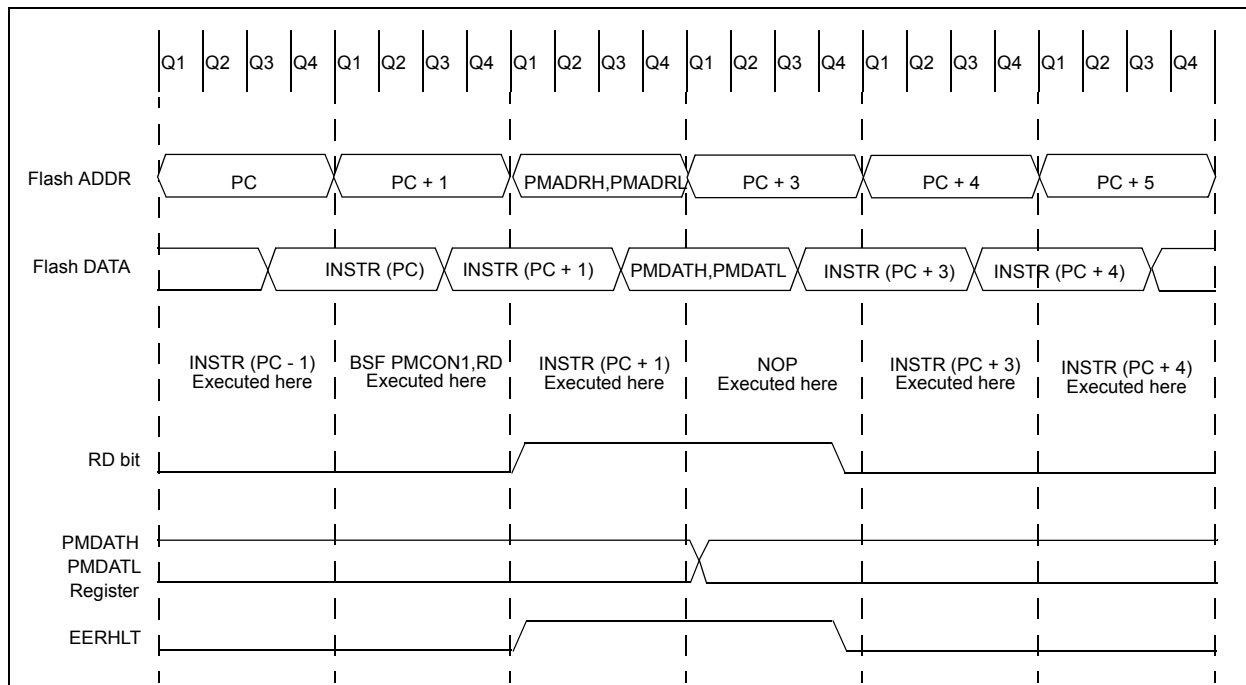 Q1 Q2 Q3 Q4 Q1 Q2 Q3 Q4 Q1 Q2 Q3 Q4 Q1 Q2 Q3 Q4 Q1 Q2 Q3 Q4 Q1 Q2 Q3 Q4
Flash ADDR PC PC + 1 PMADRH,PMADRL PC + 3 PC + 4 PC + 5
Flash DATA INSTR (PC) INSTR (PC + 1) PMDATH,PMDATL INSTR (PC + 3) INSTR (PC + 4)
INSTR (PC - 1) BSF PMCON1,RD INSTR (PC + 1) NOP INSTR (PC + 3) INSTR (PC + 4)
Executed here Executed here Executed here Executed here Executed here Executed here
RD bit
PMDATH
PMDATL
Register
EERHLT